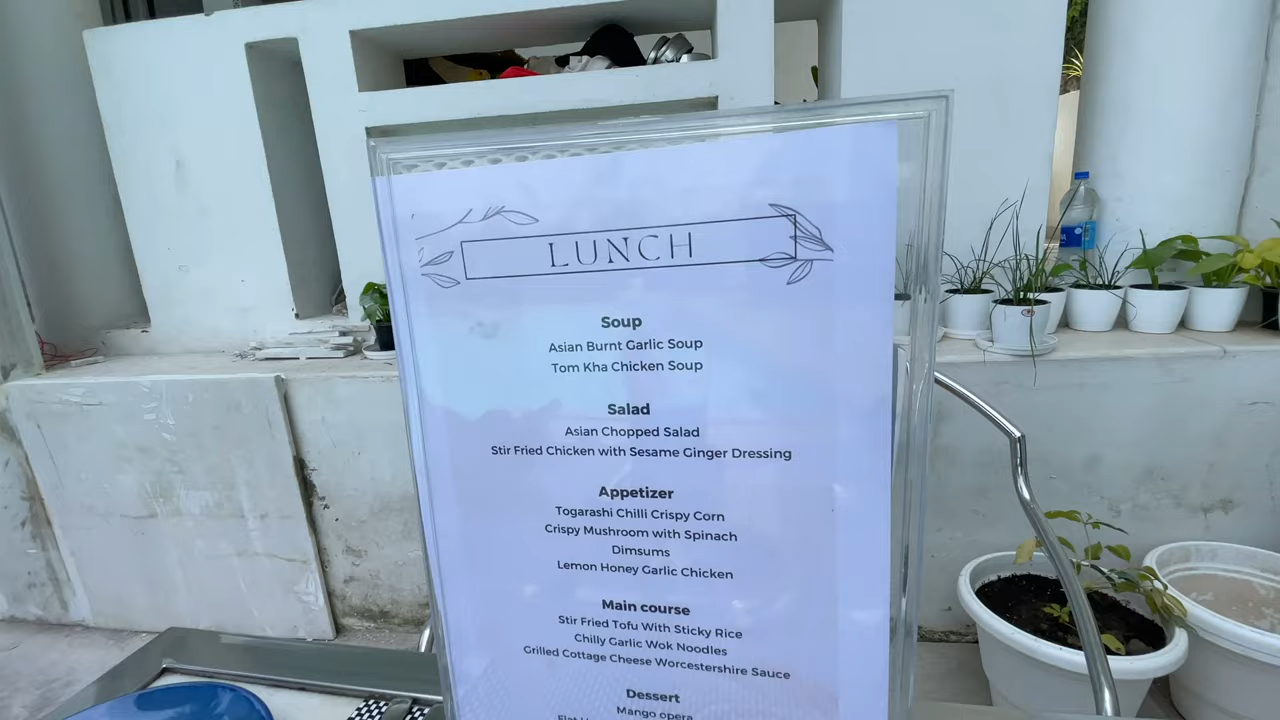 LUNCH
Soup
Asian Burnt Garlic Soup
Tom Kha Chicken Soup
Salad
Asian Chopped Salad
Stir Fried Chicken with Sesame Ginger Dressing
Appetizer
Togarashi Chilli Crispy Corn
Crispy Mushroom with Spinach
Dimsums
Lemon Honey Garlic Chicken
Main course
Stir Fried Tofu With Sticky Rice
Chilly Garlic Wok Noodles
Grilled Cottage Cheese Worcestershire Sauce
Dessert
Mango opera